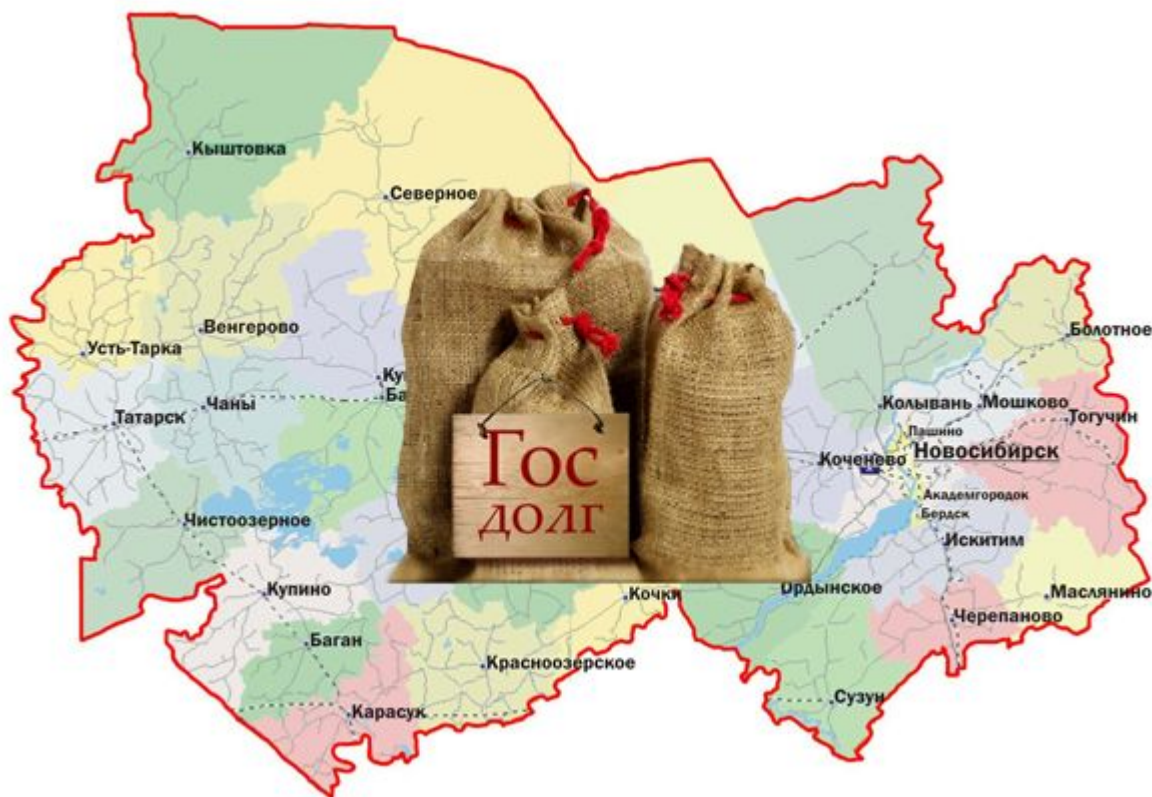 Кыштовка
Северное
Венгерово
Усть-Тарка
Болотное
Чаны
Татарск
Колывань
Мошково
Тогучин
Пашино
Новосибирск
Коченево
Гос
долг
Академгородок
Бердск
Чистоозерное
Искитим
Купино
Ордынское
Маслянино
Кочки
Черепаново
Баган
Красноозерское
Сузун
Карасук